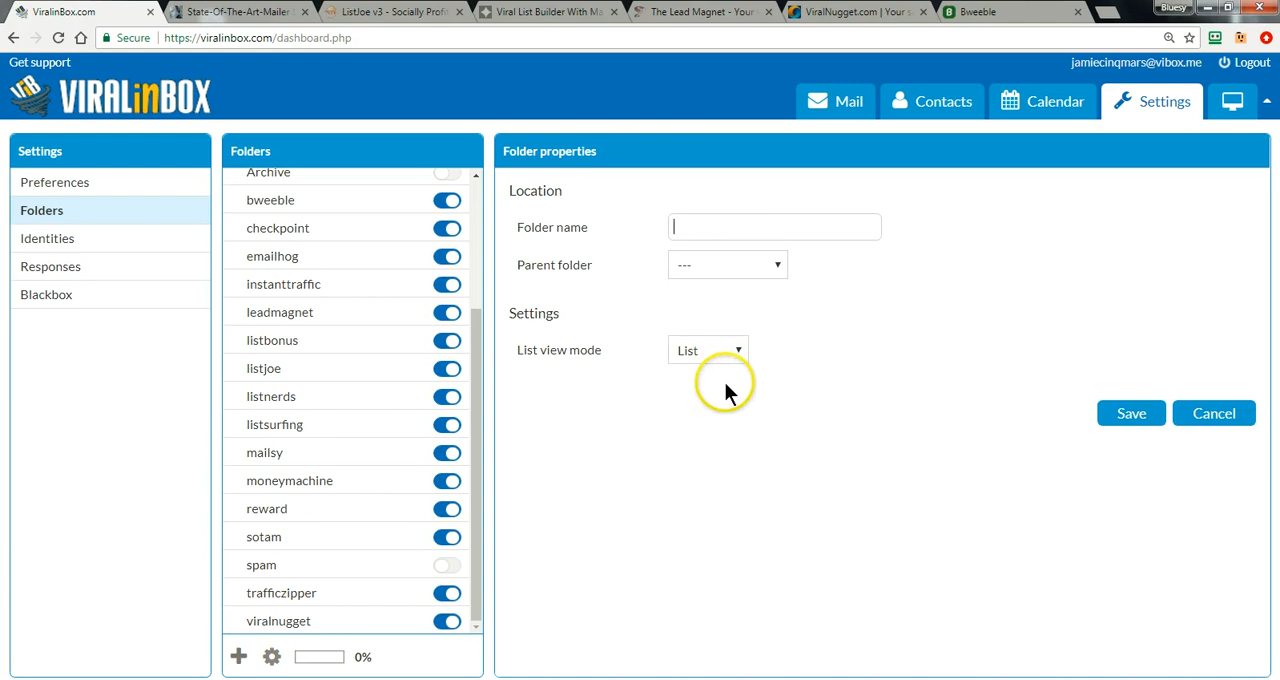 ViralinBox.com
State-Of-The-Art-Mailer
ListJoe v3 - Socially Profi
Viral List Builder With Ma
The Lead Magnet - Your
ViralNugget.com | Your s
Bweeble
Bluesy
Secure
https://viralinbox.com/dashboard.php
Get support
jamiecinqmars@vibox.me
Logout
ViB
VIRALinBOX
Mail
Contacts
Calendar
Settings
Settings
Preferences
Folders
Identities
Responses
Blackbox
Folders
Archive
bweeble
checkpoint
emailhog
instanttraffic
leadmagnet
listbonus
listjoe
listnerds
listsurfing
mailsy
moneymachine
reward
sotam
spam
trafficzipper
viralnugget
0%
Folder properties
Location
Folder name
Parent folder
---
Settings
List view mode
List
Save
Cancel